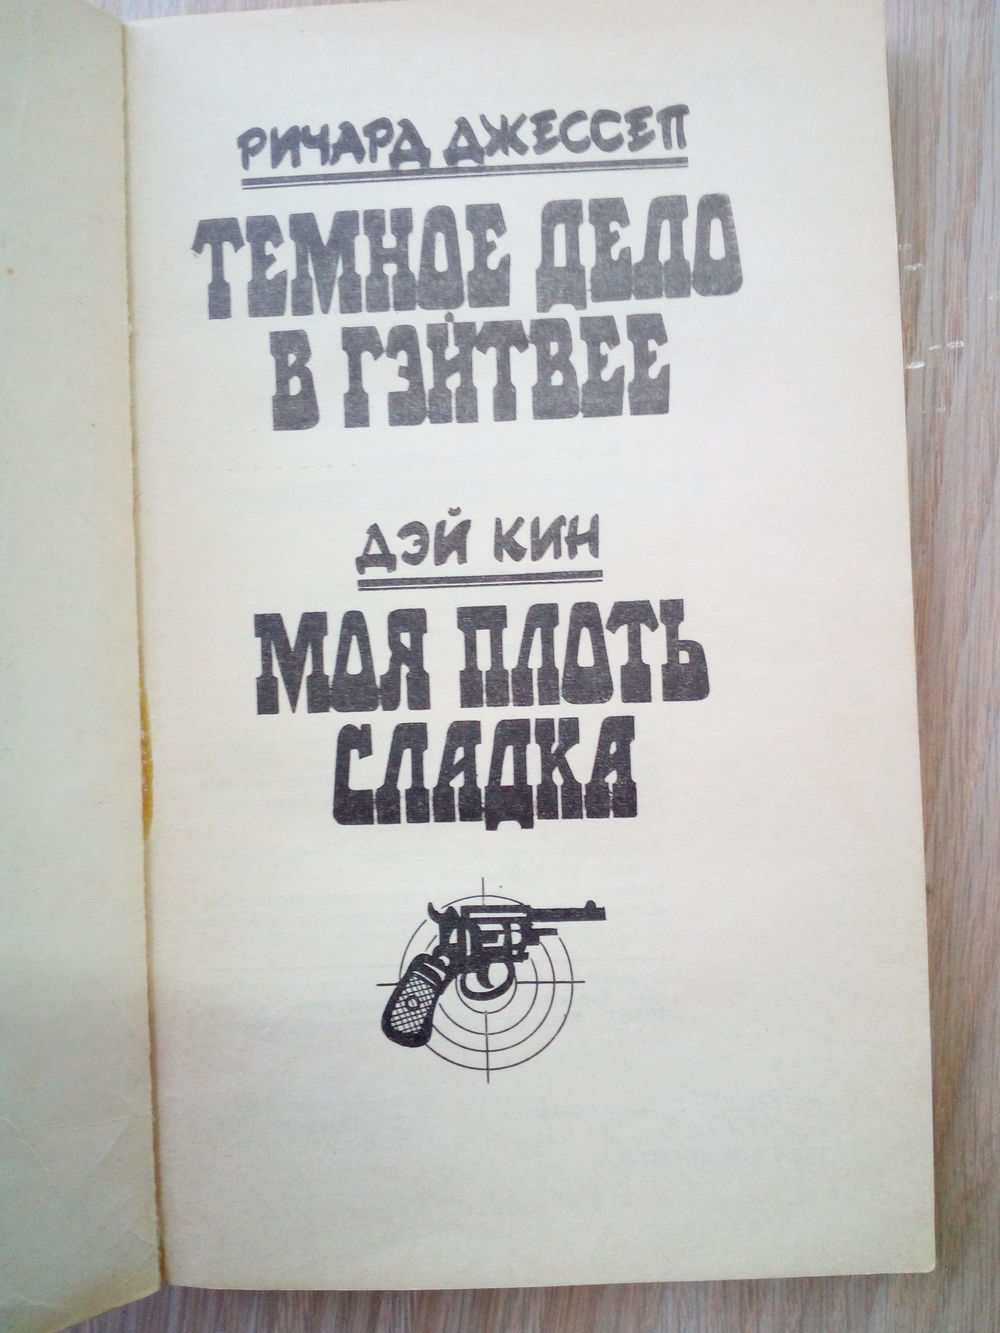 РИЧАРД ДЖЕССЕП
ТЕМНОЕ ДЕЛО
В ГЭЙТВЕЕ
ДЭЙ КИН
МОЯ ПЛОТЬ
СЛАДКА